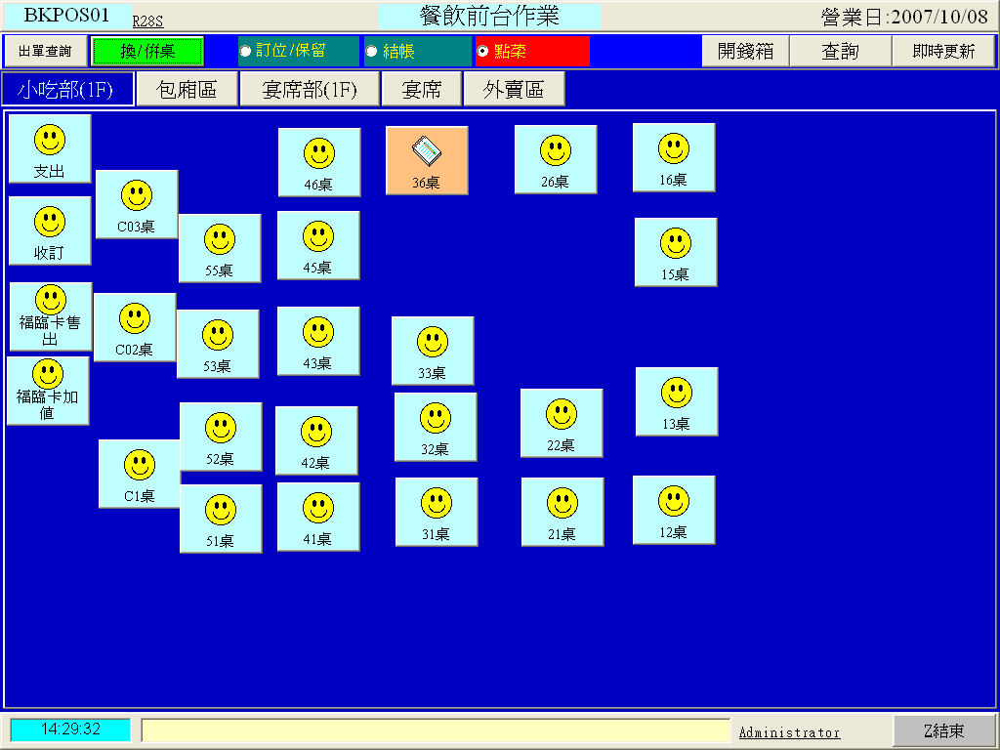 BKPOS01
R28S
餐飲前台作業
營業日:2007/10/08
出單查詢
換/併桌
訂位/保留
結帳
點菜
開錢箱
查詢
即時更新
小吃部(1F)
包廂區
宴席部(1F)
宴席
外賣區
支出
C03桌
收訂
福臨卡售
出
C02桌
福臨卡加
值
C1桌
55桌
53桌
52桌
51桌
46桌
45桌
43桌
42桌
41桌
36桌
33桌
32桌
31桌
26桌
22桌
21桌
16桌
15桌
13桌
12桌
14:29:32
Administrator
Z結束